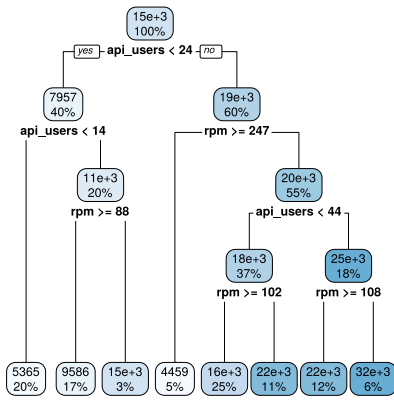 15e+3
100%
yes
api_users < 24
no
7957
40%
19e+3
60%
api_users < 14
rpm >= 247
11e+3
20%
20e+3
55%
rpm >= 88
api_users < 44
18e+3
37%
25e+3
18%
rpm >= 102
rpm >= 108
5365
20%
9586
17%
15e+3
3%
4459
5%
16e+3
25%
22e+3
11%
22e+3
12%
32e+3
6%